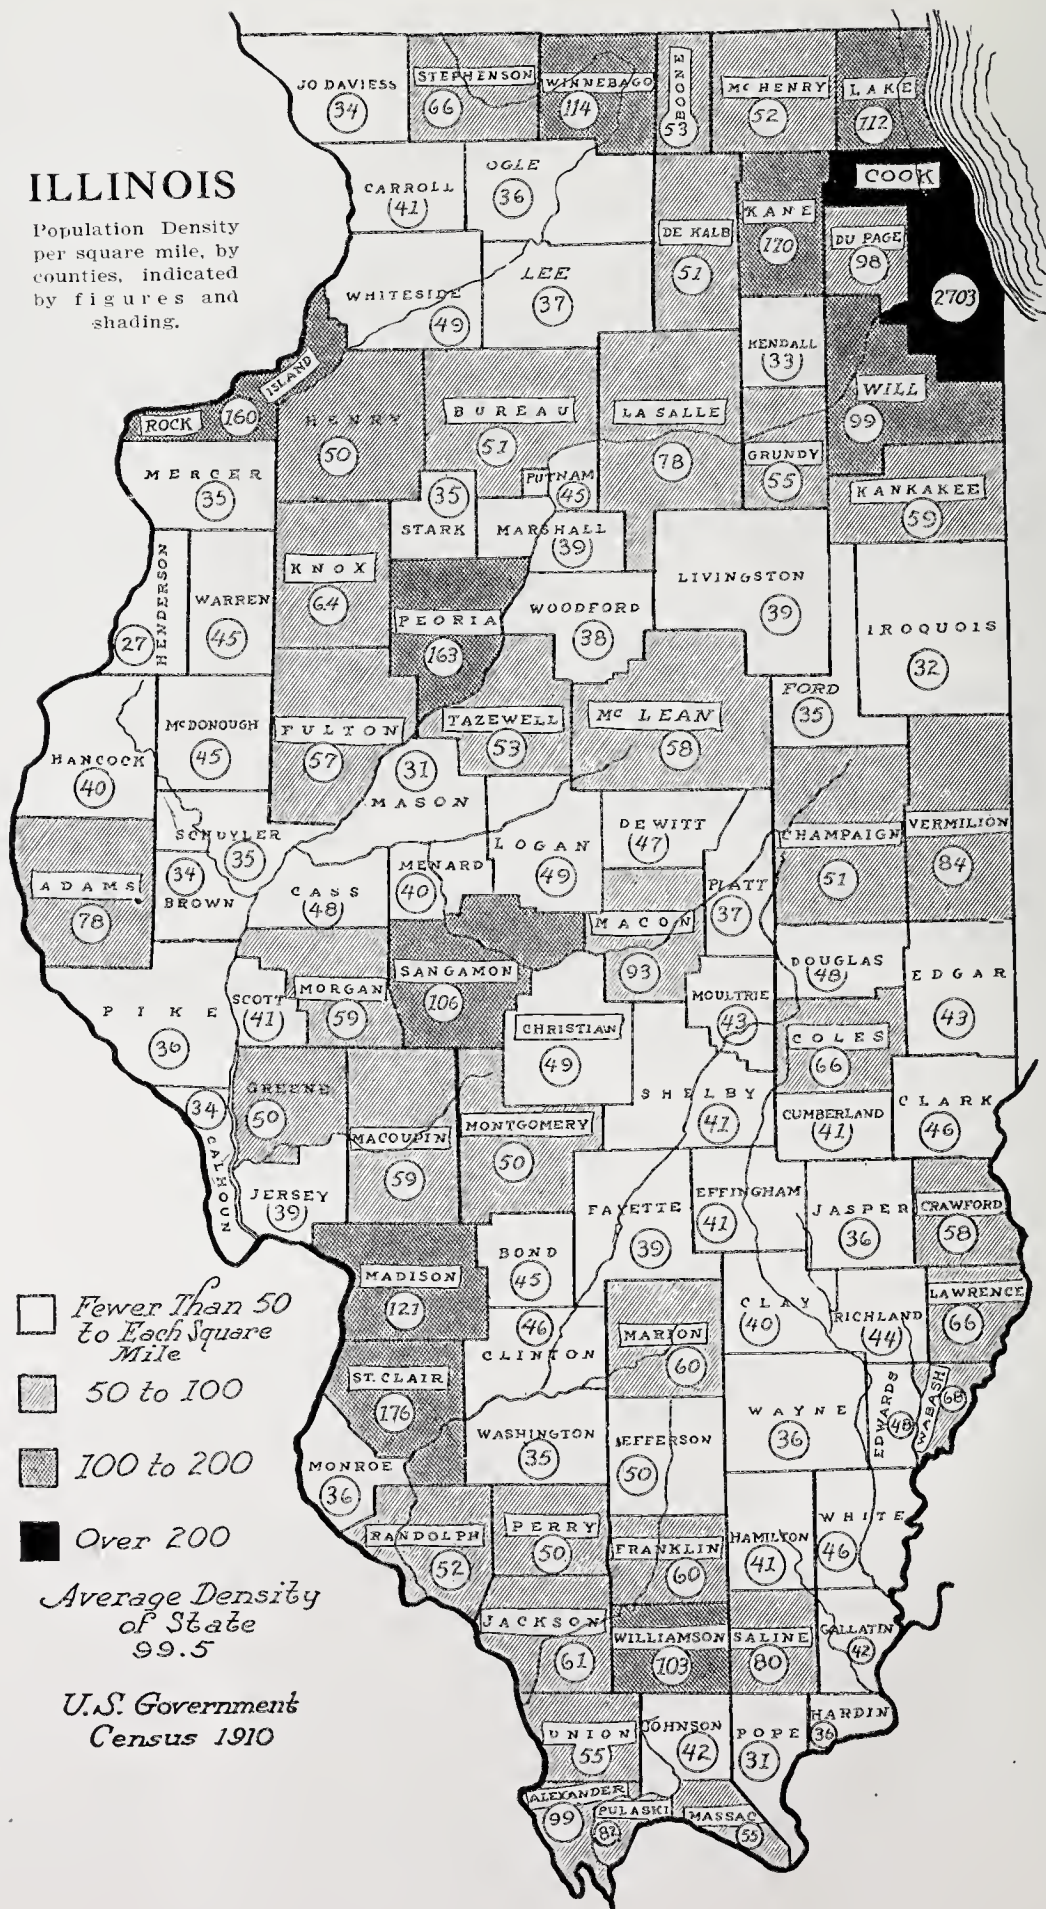 ILLINOIS
Population Density
per square mile, by
counties, indicated
by figures and
shading.
JO DAVIESS
34
STEPHENSON
66
WINNEBAGO
114
BOONE
53
McHENRY
52
LAKE
112
CARROLL
41
OGLE
36
DE KALB
51
KANE
170
COOK
2703
DU PAGE
98
WHITESIDE
49
LEE
37
KENDALL
33
WILL
99
ROCK ISLAND
160
HENRY
50
BUREAU
51
LA SALLE
78
GRUNDY
55
KANKAKEE
59
MERCER
35
STARK
35
PUTNAM
45
MARSHALL
39
HENDERSON
27
WARREN
45
KNOX
64
PEORIA
163
WOODFORD
38
LIVINGSTON
39
IROQUOIS
32
FORD
35
HANCOCK
40
McDONOUGH
45
FULTON
57
TAZEWELL
53
Mc LEAN
58
MASON
31
SCHUYLER
35
ADAMS
78
BROWN
34
CASS
48
MENARD
40
LOGAN
49
DEWITT
47
PIATT
37
CHAMPAIGN
51
VERMILION
84
MACON
93
SANGAMON
106
MORGAN
59
SCOTT
41
PIKE
36
CHRISTIAN
49
MOULTRIE
43
DOUGLAS
48
EDGAR
43
COLES
66
SHELBY
41
CUMBERLAND
41
CLARK
46
CALHOUN
34
GREENE
50
MACOUPIN
59
MONTGOMERY
50
JERSEY
39
FAYETTE
39
EFFINGHAM
41
JASPER
36
CRAWFORD
58
MADISON
121
BOND
45
CLINTON
46
MARION
60
CLAY
40
RICHLAND
44
LAWRENCE
66
ST. CLAIR
176
WASHINGTON
35
JEFFERSON
50
WAYNE
36
EDWARDS
48
WABASH
68
MONROE
36
RANDOLPH
52
PERRY
50
FRANKLIN
60
HAMILTON
41
WHITE
46
JACKSON
61
WILLIAMSON
103
SALINE
80
GALLATIN
42
UNION
55
JOHNSON
42
POPE
31
HARDIN
36
ALEXANDER
99
PULASKI
82
MASSAC
55
Fewer Than 50
to Each Square
Mile
50 to 100
100 to 200
Over 200
Average Density
of State
99.5
U.S. Government
Census 1910